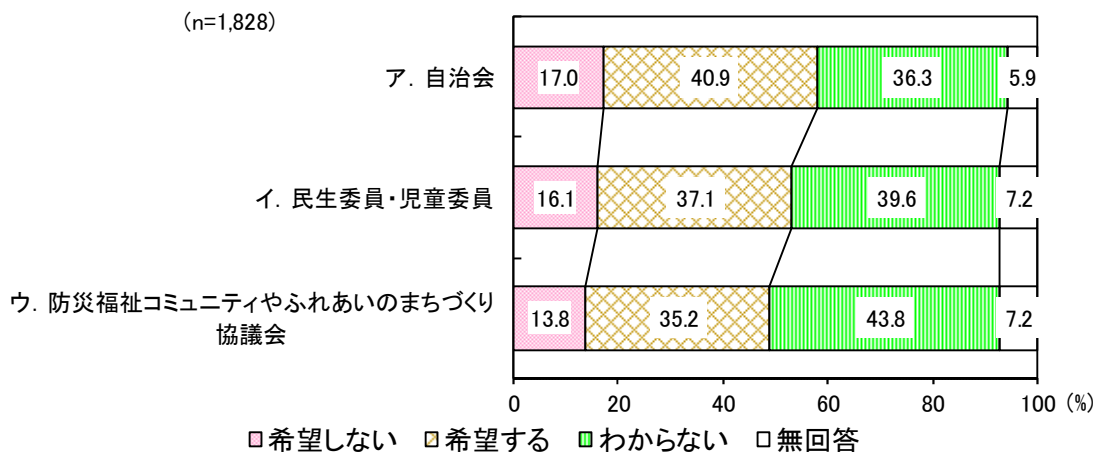 (n=1,828)
ア．自治会
17.0 40.9 36.3 5.9
イ．民生委員・児童委員
16.1 37.1 39.6 7.2
ウ．防災福祉コミュニティやふれあいのまちづくり
協議会
13.8 35.2 43.8 7.2
0 20 40 60 80 100 (%)
希望しない 希望する わからない 無回答